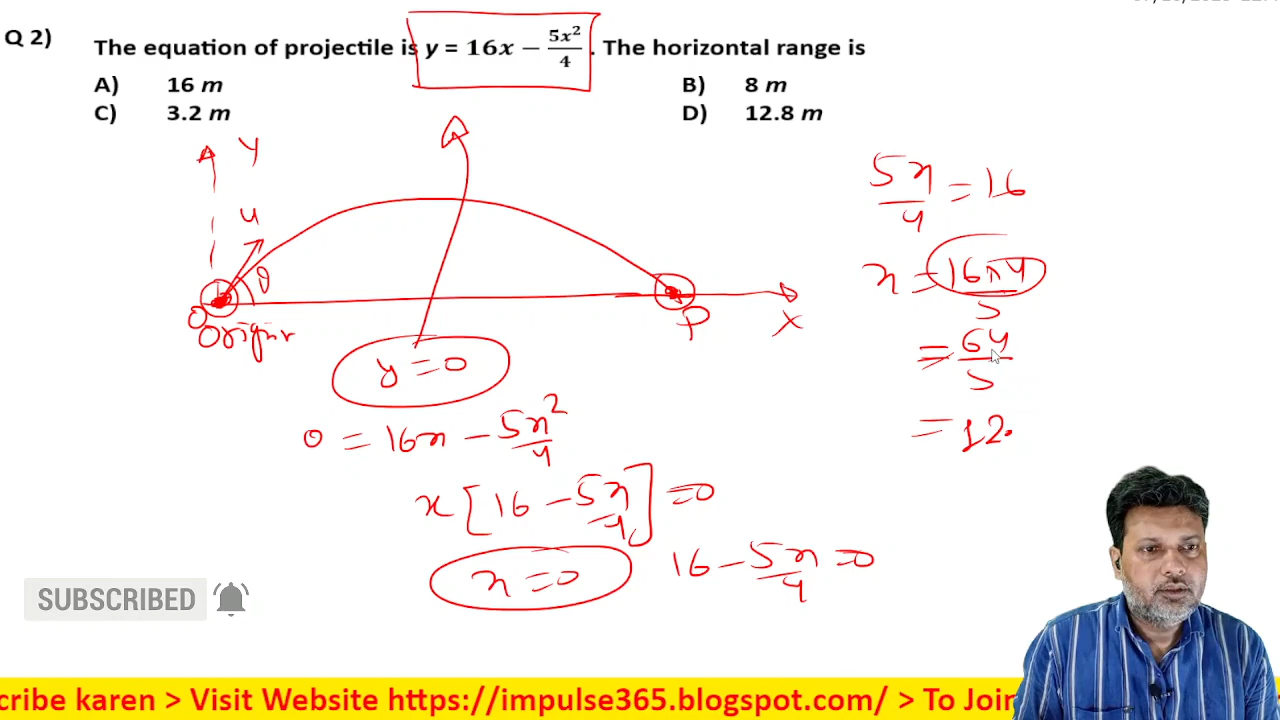 Q 2) The equation of projectile is y = 16x − 5x²/4 . The horizontal range is
A) 16 m B) 8 m
C) 3.2 m D) 12.8 m
y
u
θ
O
Origin
P
X
y = 0
0 = 16x − 5x²/4
x [16 − 5x/4] = 0
x = 0
16 − 5x/4 = 0
5x/4 = 16
x = 16×4/5
= 64/5
= 12.
SUBSCRIBED
cribe karen > Visit Website https://impulse365.blogspot.com/ > To Join